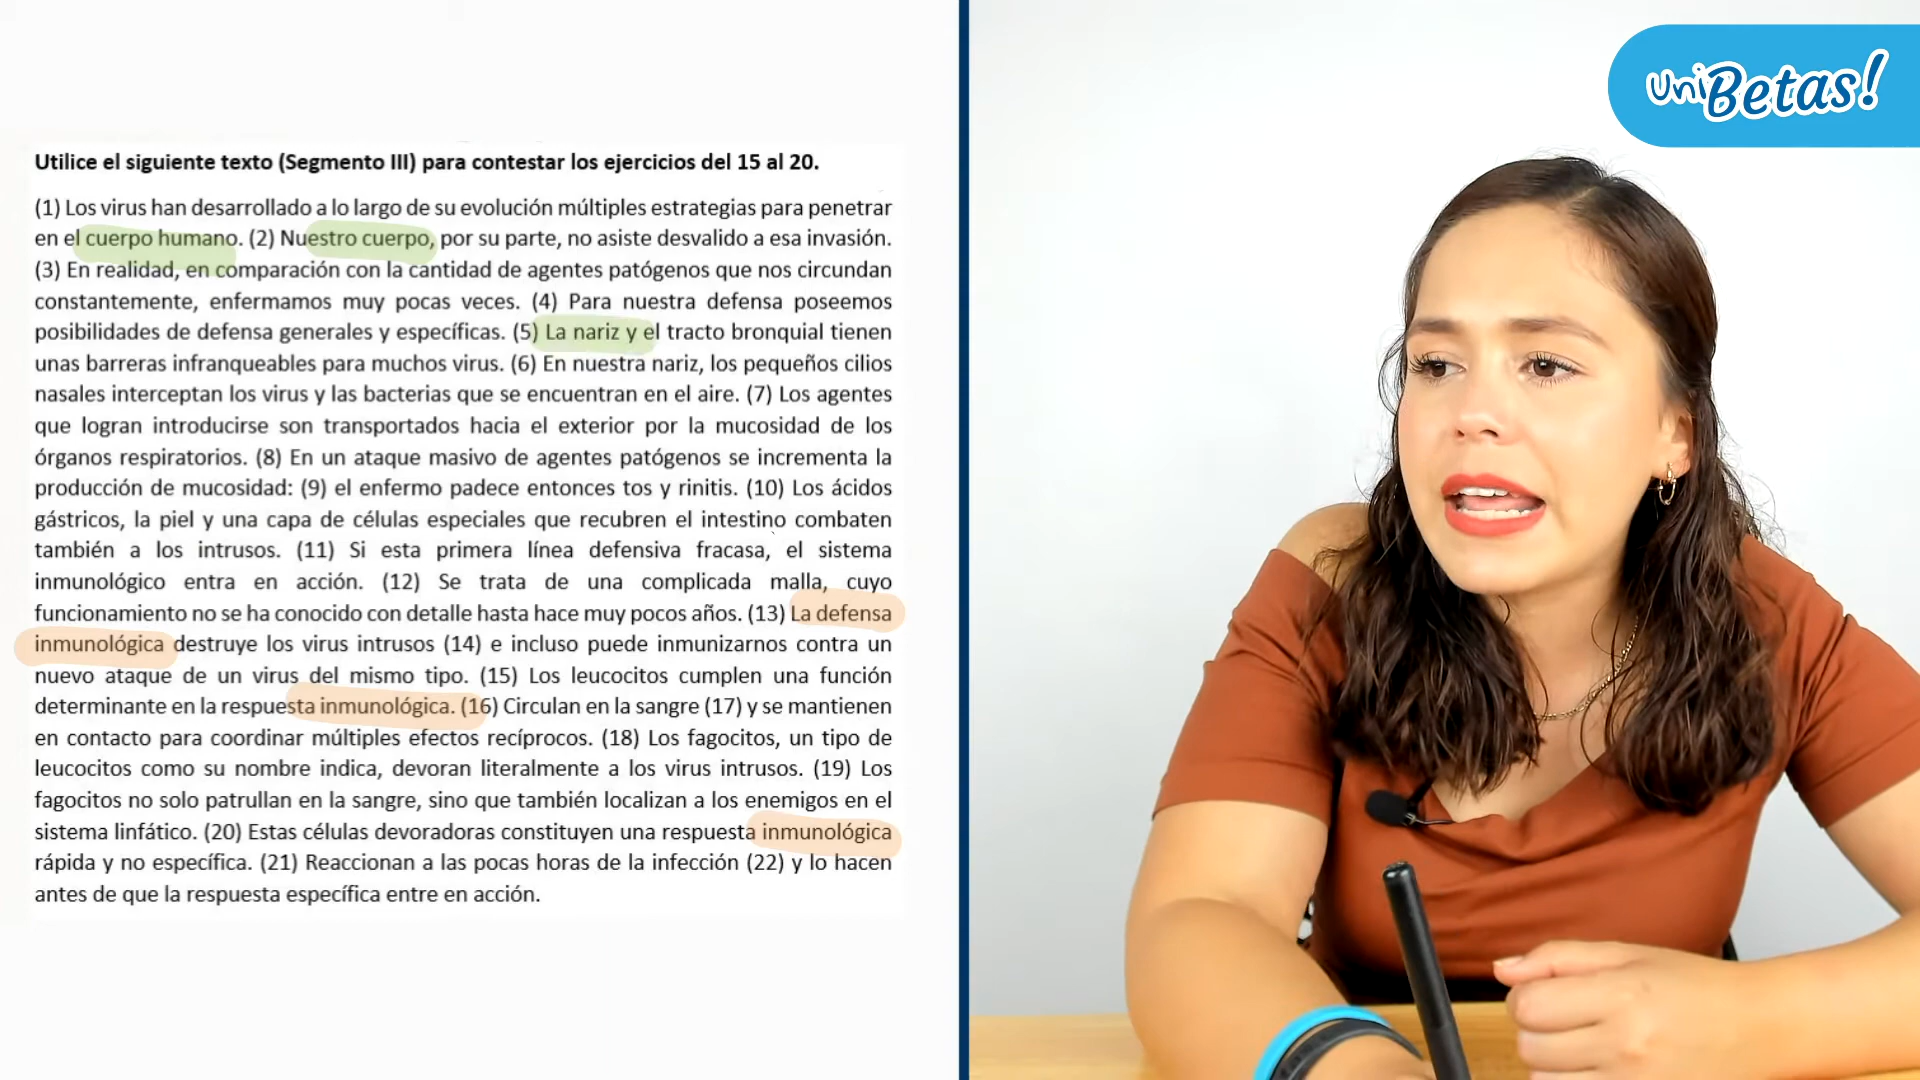 Utilice el siguiente texto (Segmento III) para contestar los ejercicios del 15 al 20.
(1) Los virus han desarrollado a lo largo de su evolución múltiples estrategias para penetrar
en el cuerpo humano. (2) Nuestro cuerpo, por su parte, no asiste desvalido a esa invasión.
(3) En realidad, en comparación con la cantidad de agentes patógenos que nos circundan
constantemente, enfermamos muy pocas veces. (4) Para nuestra defensa poseemos
posibilidades de defensa generales y específicas. (5) La nariz y el tracto bronquial tienen
unas barreras infranqueables para muchos virus. (6) En nuestra nariz, los pequeños cilios
nasales interceptan los virus y las bacterias que se encuentran en el aire. (7) Los agentes
que logran introducirse son transportados hacia el exterior por la mucosidad de los
órganos respiratorios. (8) En un ataque masivo de agentes patógenos se incrementa la
producción de mucosidad: (9) el enfermo padece entonces tos y rinitis. (10) Los ácidos
gástricos, la piel y una capa de células especiales que recubren el intestino combaten
también a los intrusos. (11) Si esta primera línea defensiva fracasa, el sistema
inmunológico entra en acción. (12) Se trata de una complicada malla, cuyo
funcionamiento no se ha conocido con detalle hasta hace muy pocos años. (13) La defensa
inmunológica destruye los virus intrusos (14) e incluso puede inmunizarnos contra un
nuevo ataque de un virus del mismo tipo. (15) Los leucocitos cumplen una función
determinante en la respuesta inmunológica. (16) Circulan en la sangre (17) y se mantienen
en contacto para coordinar múltiples efectos recíprocos. (18) Los fagocitos, un tipo de
leucocitos como su nombre indica, devoran literalmente a los virus intrusos. (19) Los
fagocitos no solo patrullan en la sangre, sino que también localizan a los enemigos en el
sistema linfático. (20) Estas células devoradoras constituyen una respuesta inmunológica
rápida y no específica. (21) Reaccionan a las pocas horas de la infección (22) y lo hacen
antes de que la respuesta específica entre en acción.
uniBetas!